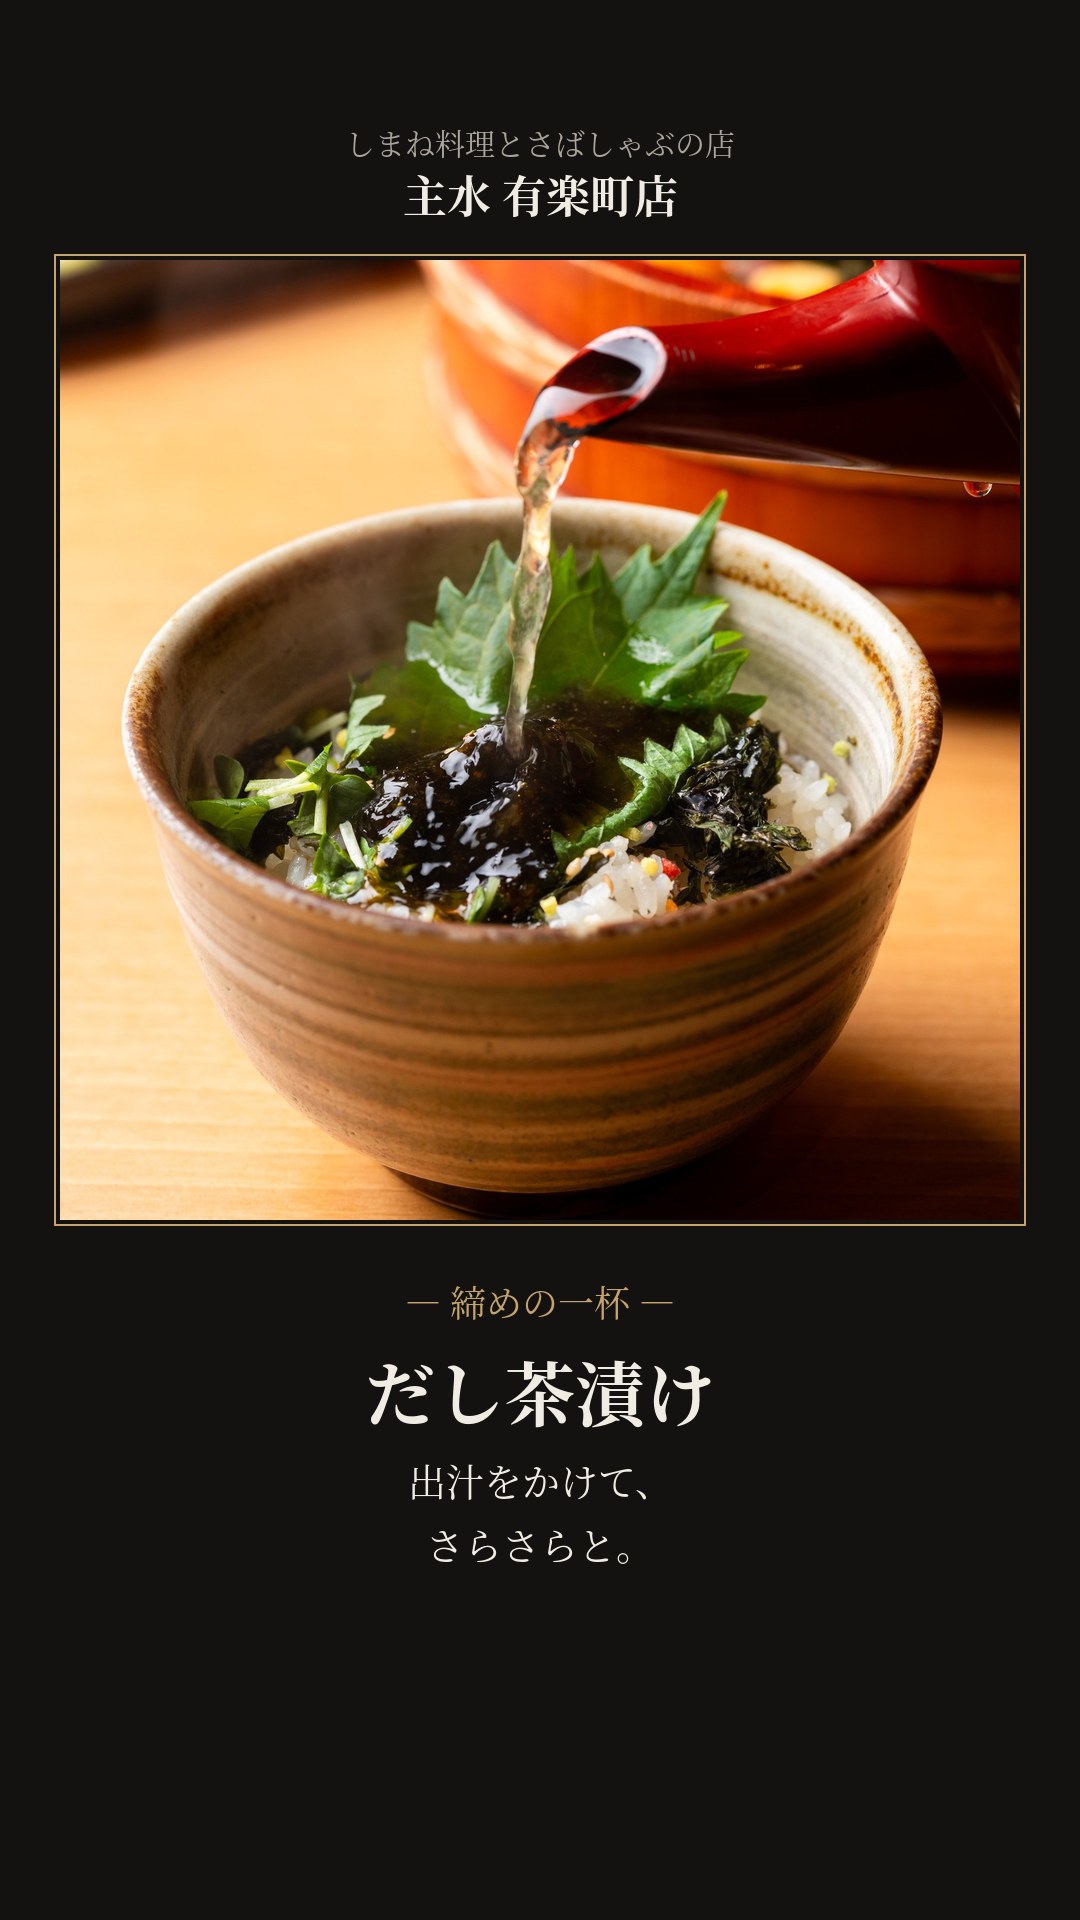 しまね料理とさばしゃぶの店
主水 有楽町店
― 締めの一杯 ―
だし茶漬け
出汁をかけて、
さらさらと。